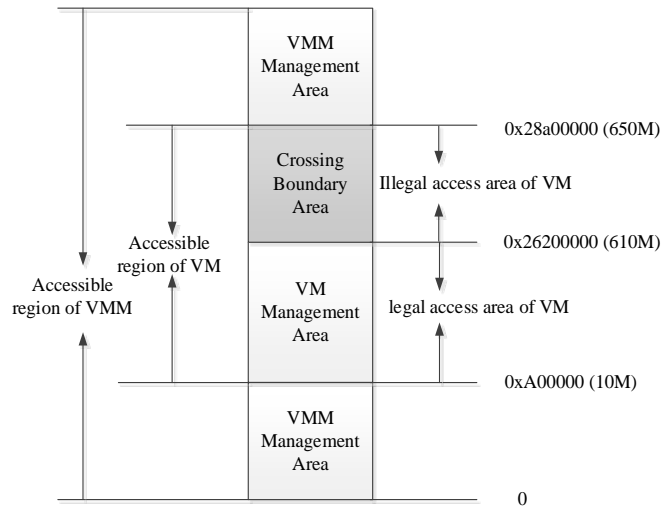 VMM
Management
Area
0x28a00000 (650M)
Crossing
Boundary
Area
Illegal access area of VM
Accessible
region of VM
0x26200000 (610M)
Accessible
region of VMM
VM
Management
Area
legal access area of VM
0xA00000 (10M)
VMM
Management
Area
0